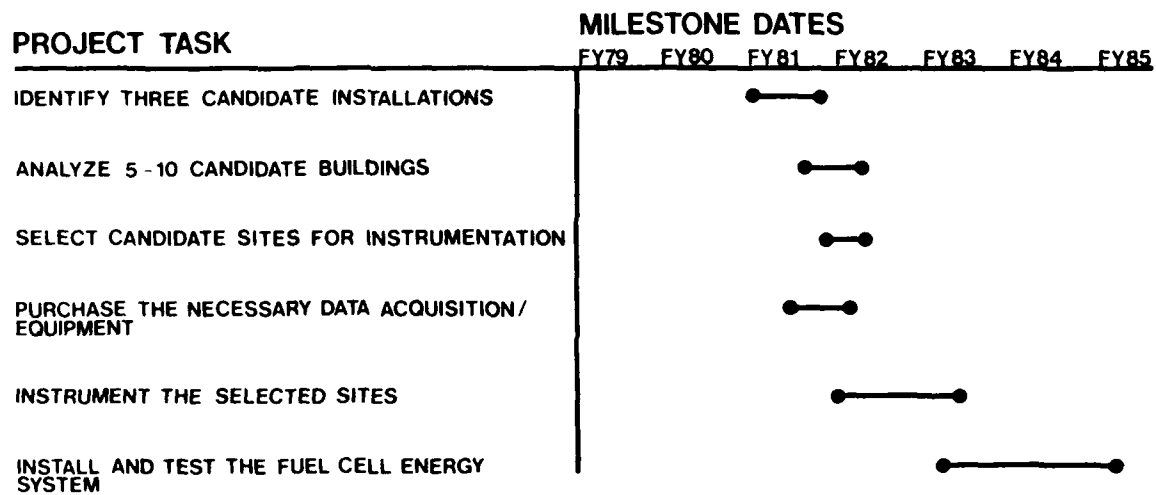 MILESTONE DATES
PROJECT TASK
FY79 FY80 FY81 FY82 FY83 FY84 FY85
IDENTIFY THREE CANDIDATE INSTALLATIONS
ANALYZE 5-10 CANDIDATE BUILDINGS
SELECT CANDIDATE SITES FOR INSTRUMENTATION
PURCHASE THE NECESSARY DATA ACQUISITION/
EQUIPMENT
INSTRUMENT THE SELECTED SITES
INSTALL AND TEST THE FUEL CELL ENERGY
SYSTEM